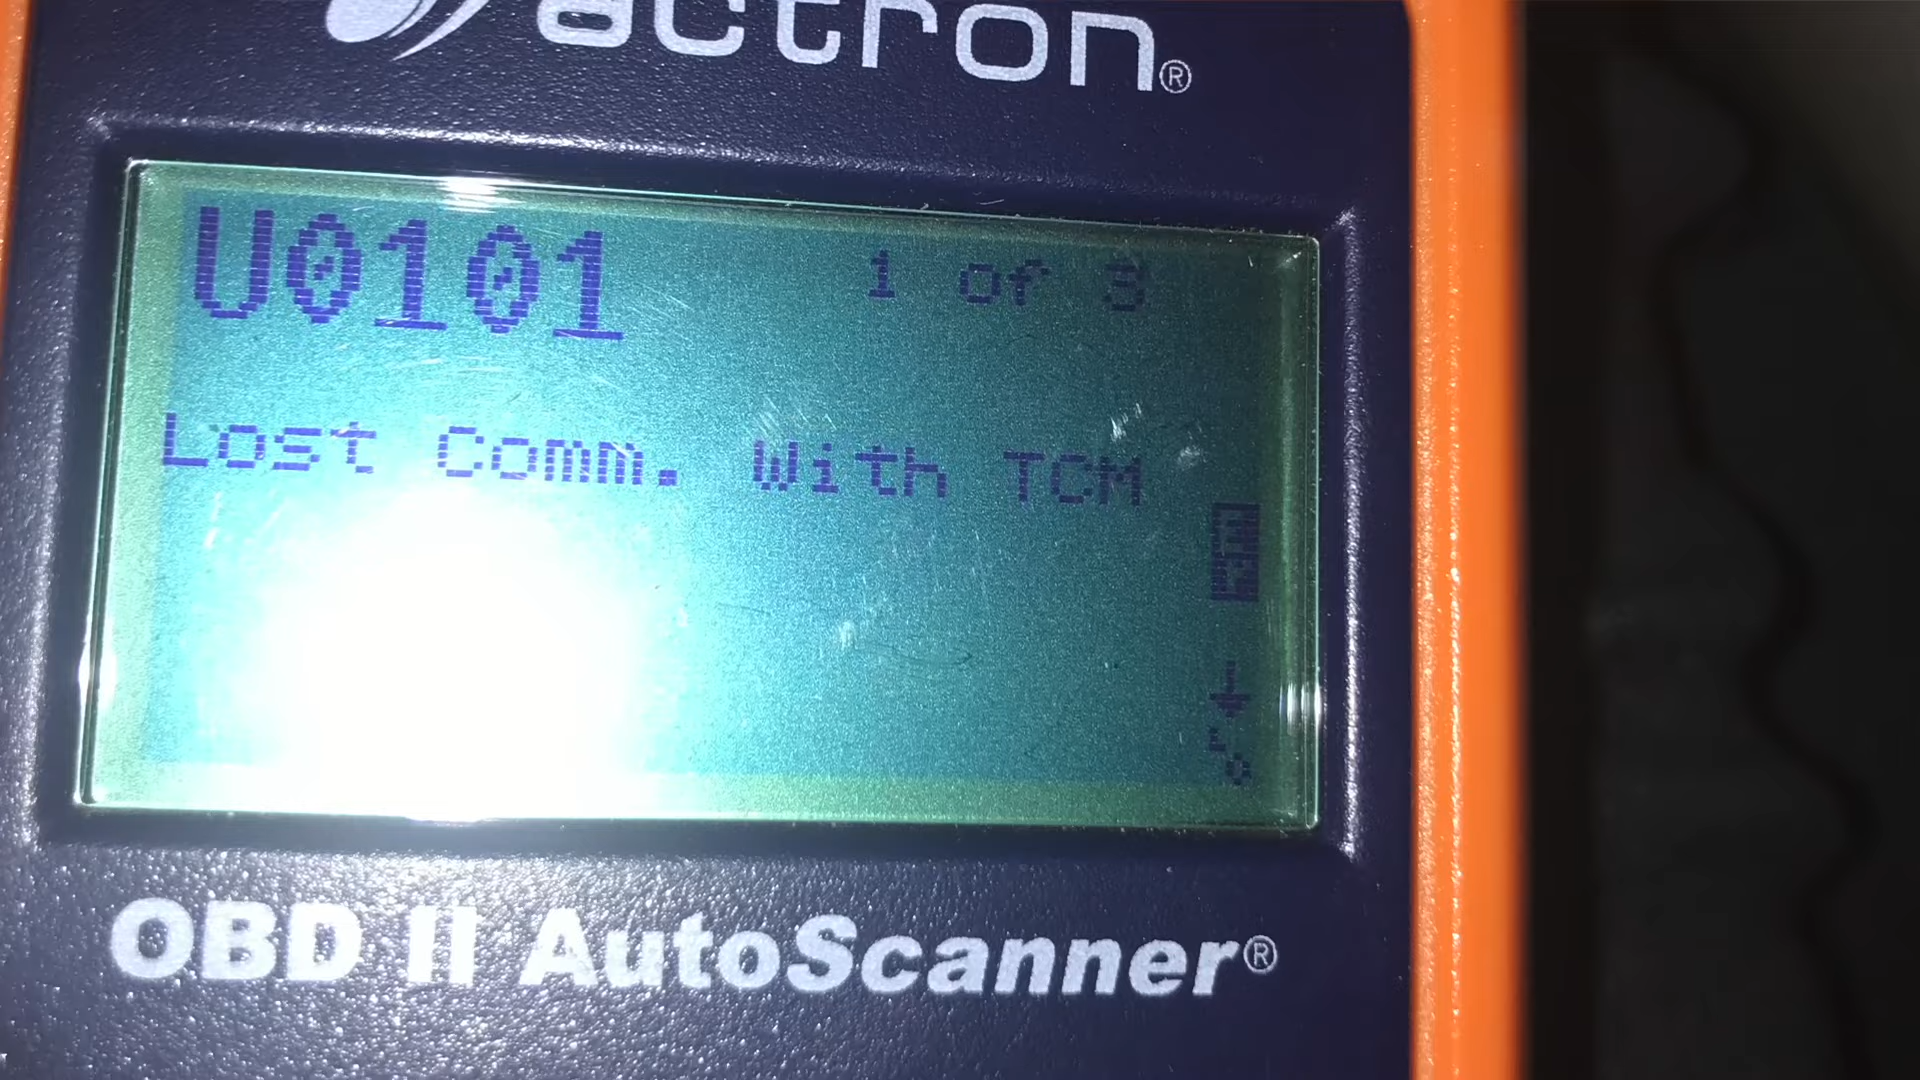 actron®
U0101 1 of 3
Lost Comm. With TCM
OBD II AutoScanner®